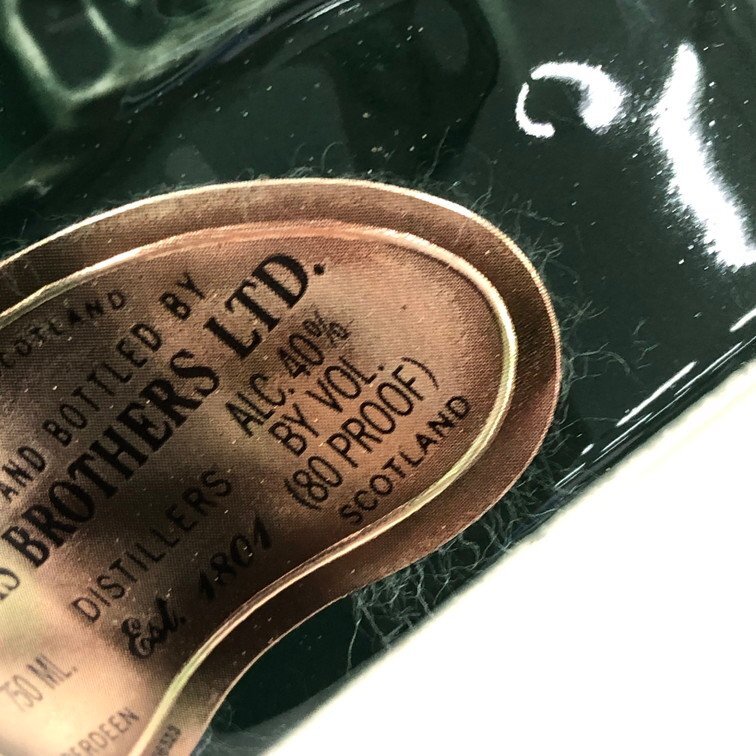 SCOTLAND
AND BOTTLED BY
BROTHERS LTD.
DISTILLERS
Est. 1801
ALC. 40%
BY VOL.
(80 PROOF)
SCOTLAND
750 ML.